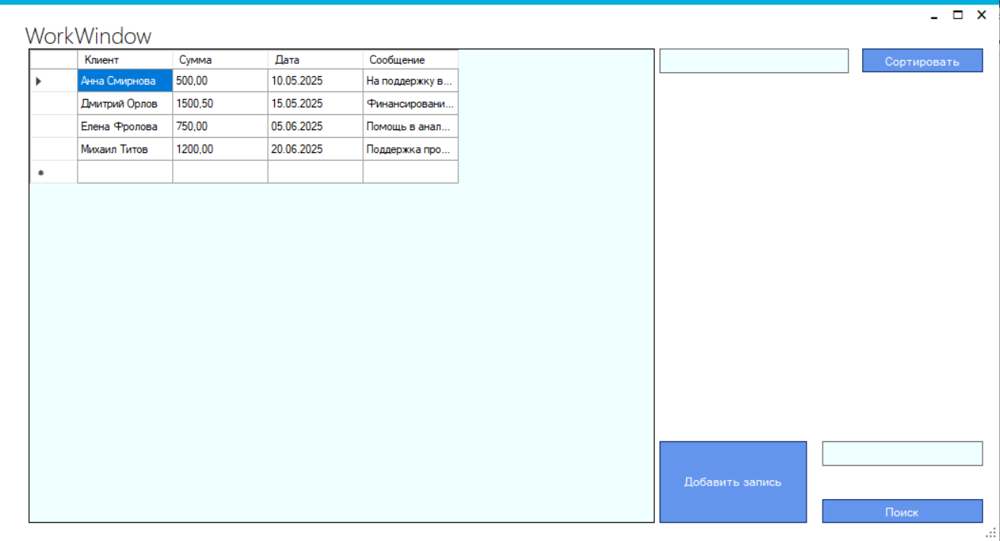 WorkWindow
Клиент Сумма Дата Сообщение
Анна Смирнова 500,00 10.05.2025 На поддержку в...
Дмитрий Орлов 1500,50 15.05.2025 Финансировани...
Елена Фролова 750,00 05.06.2025 Помощь в анал...
Михаил Титов 1200,00 20.06.2025 Поддержка про...
Сортировать
Добавить запись
Поиск